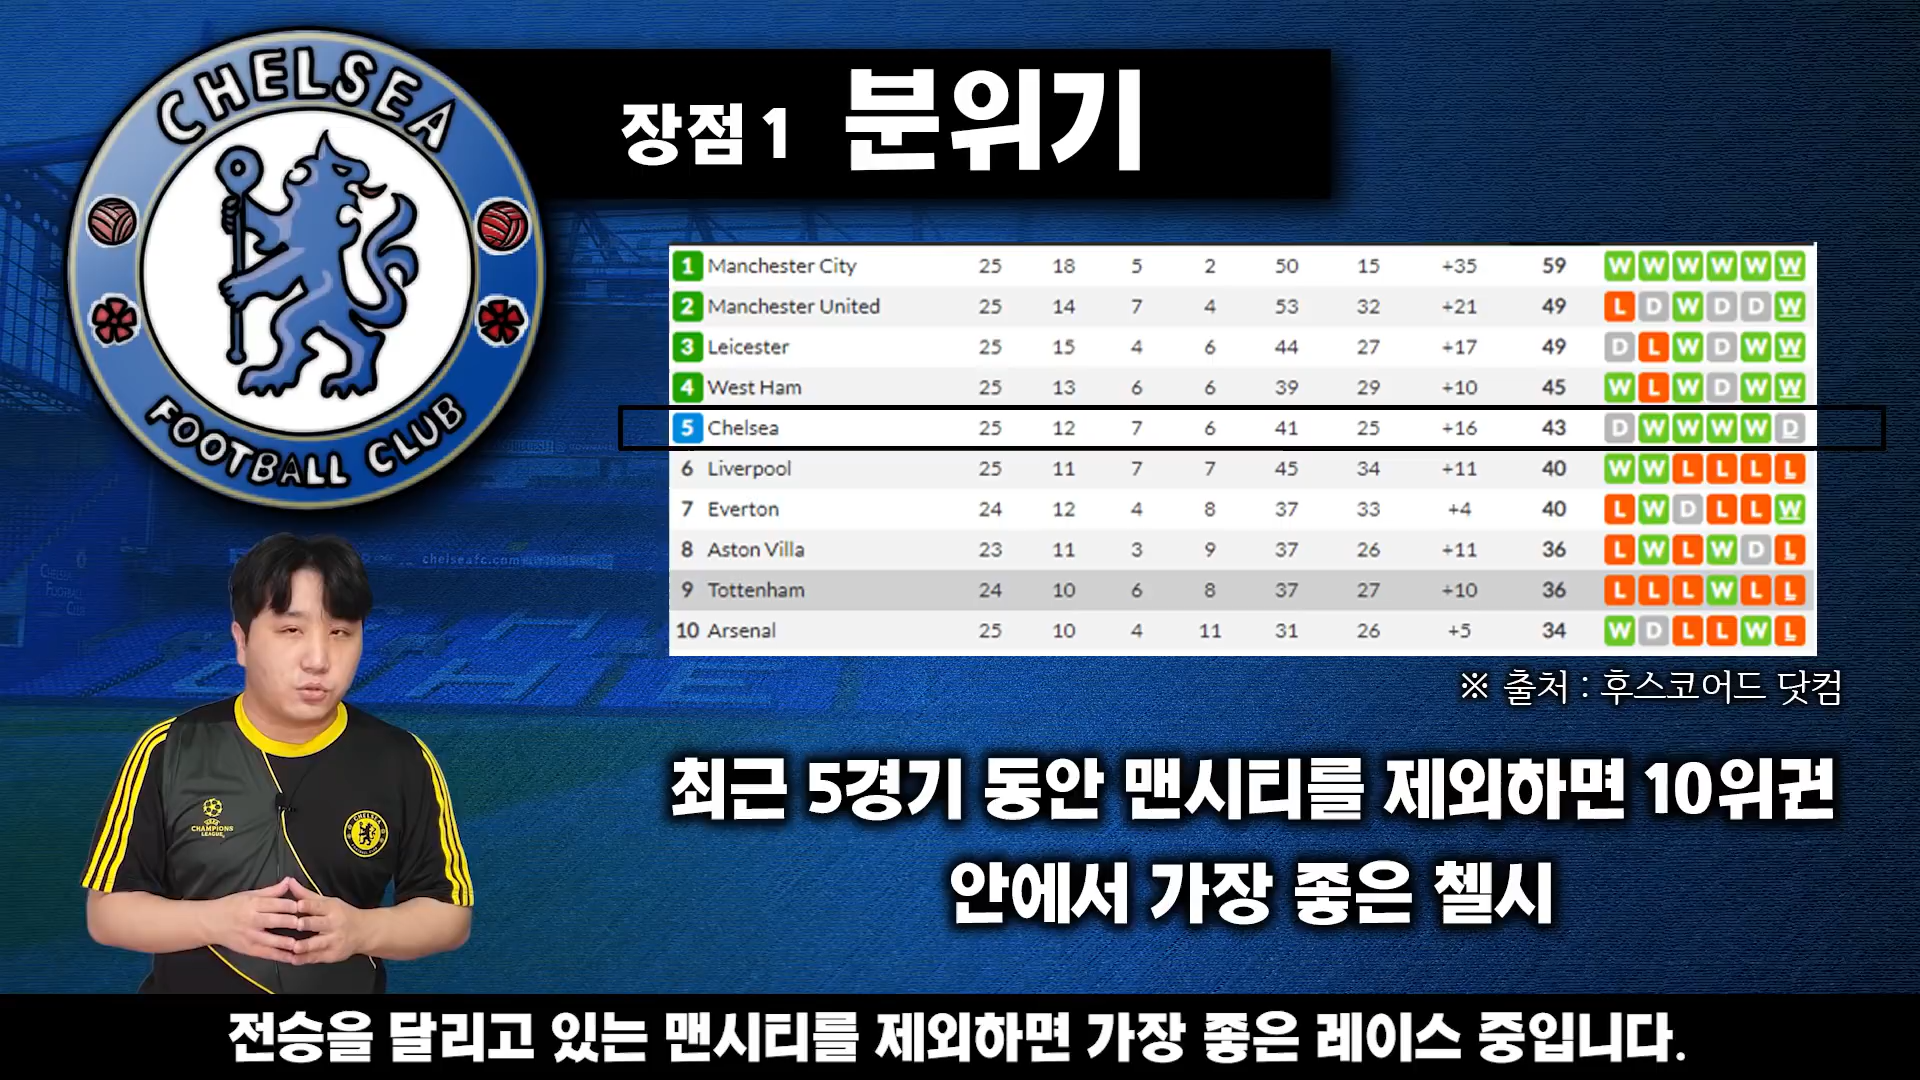 CHELSEA
FOOTBALL CLUB
장점 1 분위기
1 Manchester City 25 18 5 2 50 15 +35 59 W W W W W W
2 Manchester United 25 14 7 4 53 32 +21 49 L D W D D W
3 Leicester 25 15 4 6 44 27 +17 49 D L W D W W
4 West Ham 25 13 6 6 39 29 +10 45 W L W D W W
5 Chelsea 25 12 7 6 41 25 +16 43 D W W W W D
6 Liverpool 25 11 7 7 45 34 +11 40 W W L L L L
7 Everton 24 12 4 8 37 33 +4 40 L W D L L W
8 Aston Villa 23 11 3 9 37 26 +11 36 L W L W D L
9 Tottenham 24 10 6 8 37 27 +10 36 L L L W L L
10 Arsenal 25 10 4 11 31 26 +5 34 W D L L W L
※ 출처 : 후스코어드 닷컴
chelseafc.com
CHAMPIONS
LEAGUE
CHELSEA
최근 5경기 동안 맨시티를 제외하면 10위권
안에서 가장 좋은 첼시
전승을 달리고 있는 맨시티를 제외하면 가장 좋은 레이스 중입니다.